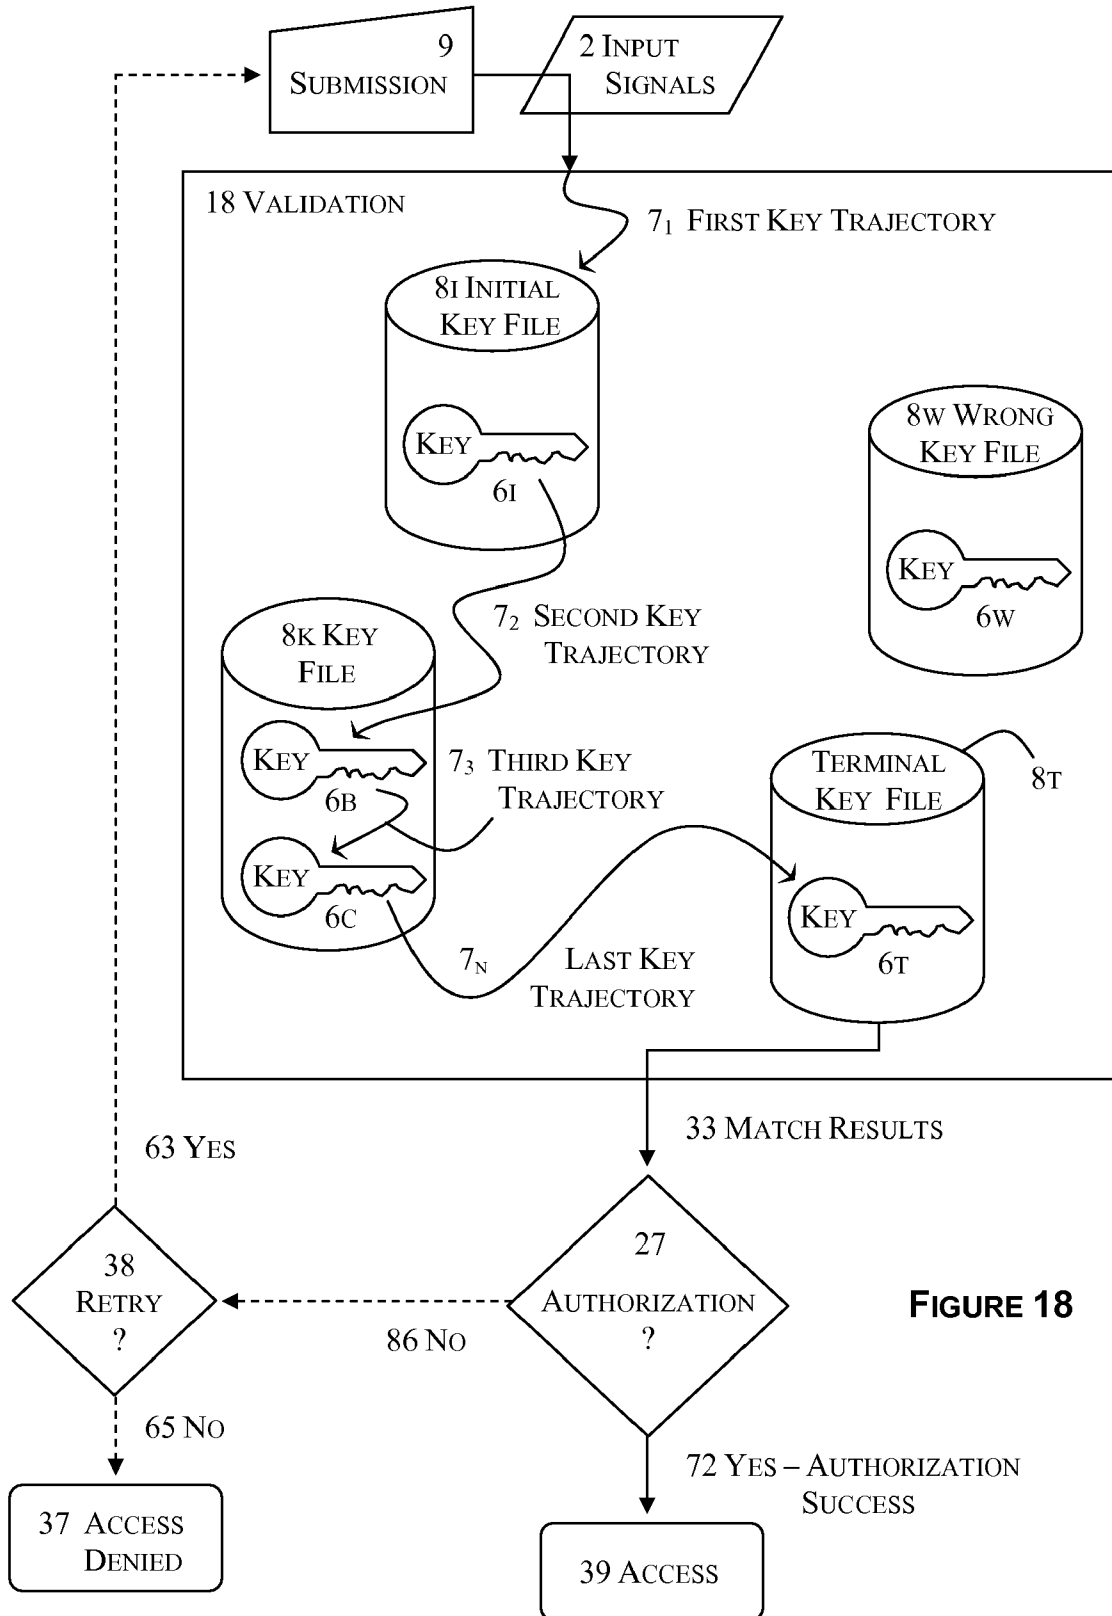 9
SUBMISSION
2 INPUT
SIGNALS
18 VALIDATION
7₁ FIRST KEY TRAJECTORY
8I INITIAL
KEY FILE
KEY
6I
8W WRONG
KEY FILE
KEY
6W
7₂ SECOND KEY
TRAJECTORY
8K KEY
FILE
KEY
6B
7₃ THIRD KEY
TRAJECTORY
KEY
6C
TERMINAL
KEY FILE
8T
KEY
6T
7N LAST KEY
TRAJECTORY
33 MATCH RESULTS
63 YES
38
RETRY
?
27
AUTHORIZATION
?
86 NO
FIGURE 18
65 NO
72 YES – AUTHORIZATION
SUCCESS
37 ACCESS
DENIED
39 ACCESS